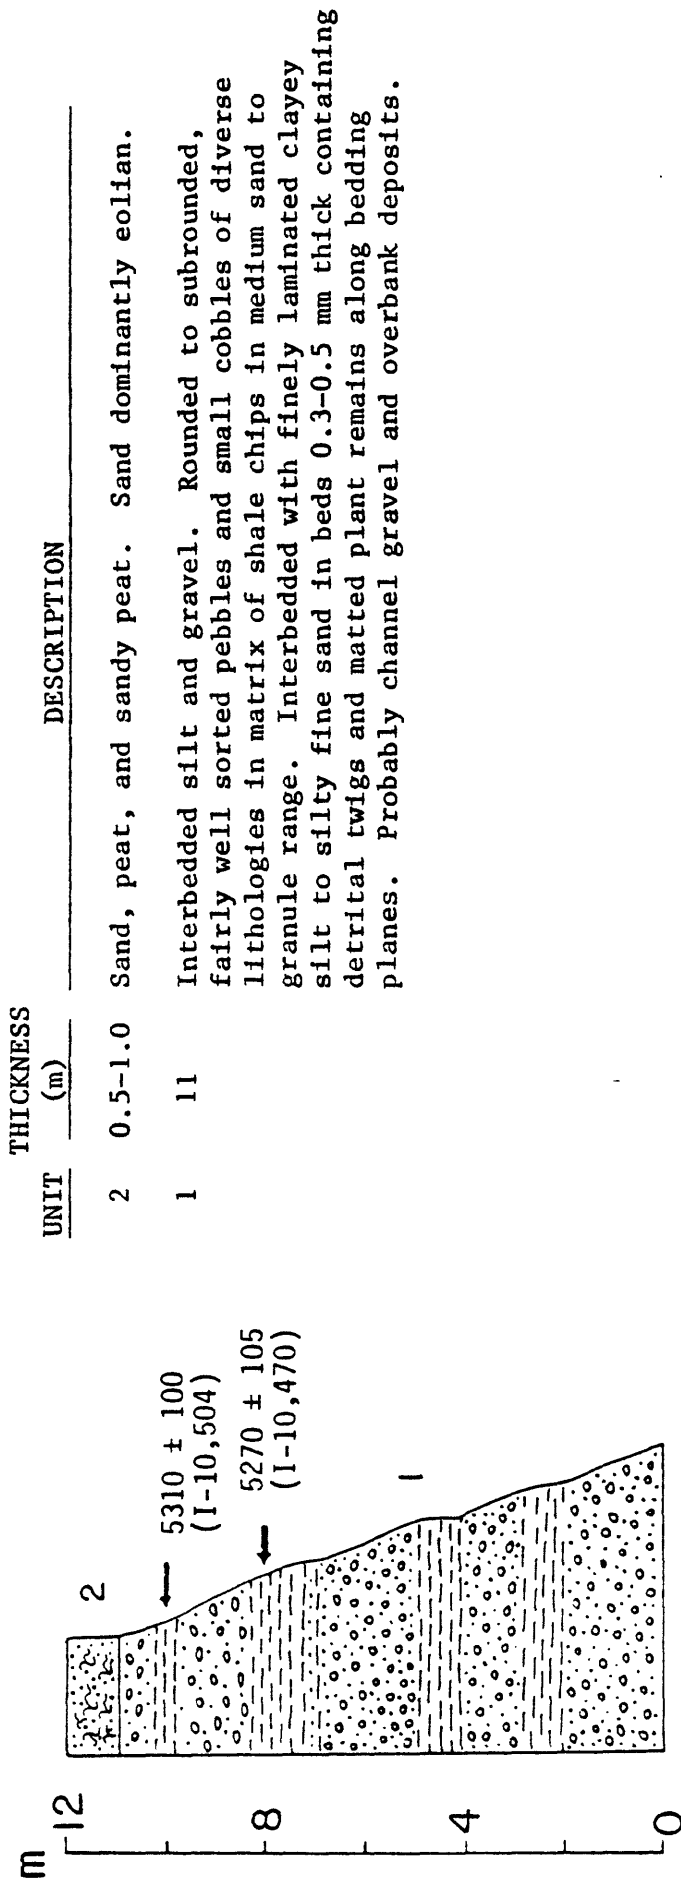 m
12
8
4
0
2
5310 ± 100
(I-10,504)
5270 ± 105
(I-10,470)
1
UNIT THICKNESS (m) DESCRIPTION
2 0.5-1.0 Sand, peat, and sandy peat. Sand dominantly eolian.
1 11 Interbedded silt and gravel. Rounded to subrounded,
fairly well sorted pebbles and small cobbles of diverse
lithologies in matrix of shale chips in medium sand to
granule range. Interbedded with finely laminated clayey
silt to silty fine sand in beds 0.3-0.5 mm thick containing
detrital twigs and matted plant remains along bedding
planes. Probably channel gravel and overbank deposits.